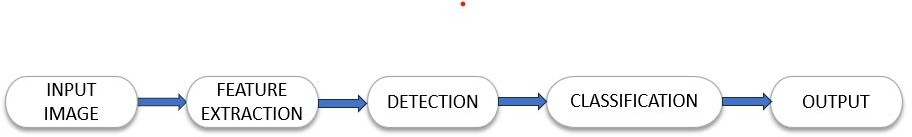 INPUT
IMAGE
FEATURE
EXTRACTION
DETECTION
CLASSIFICATION
OUTPUT